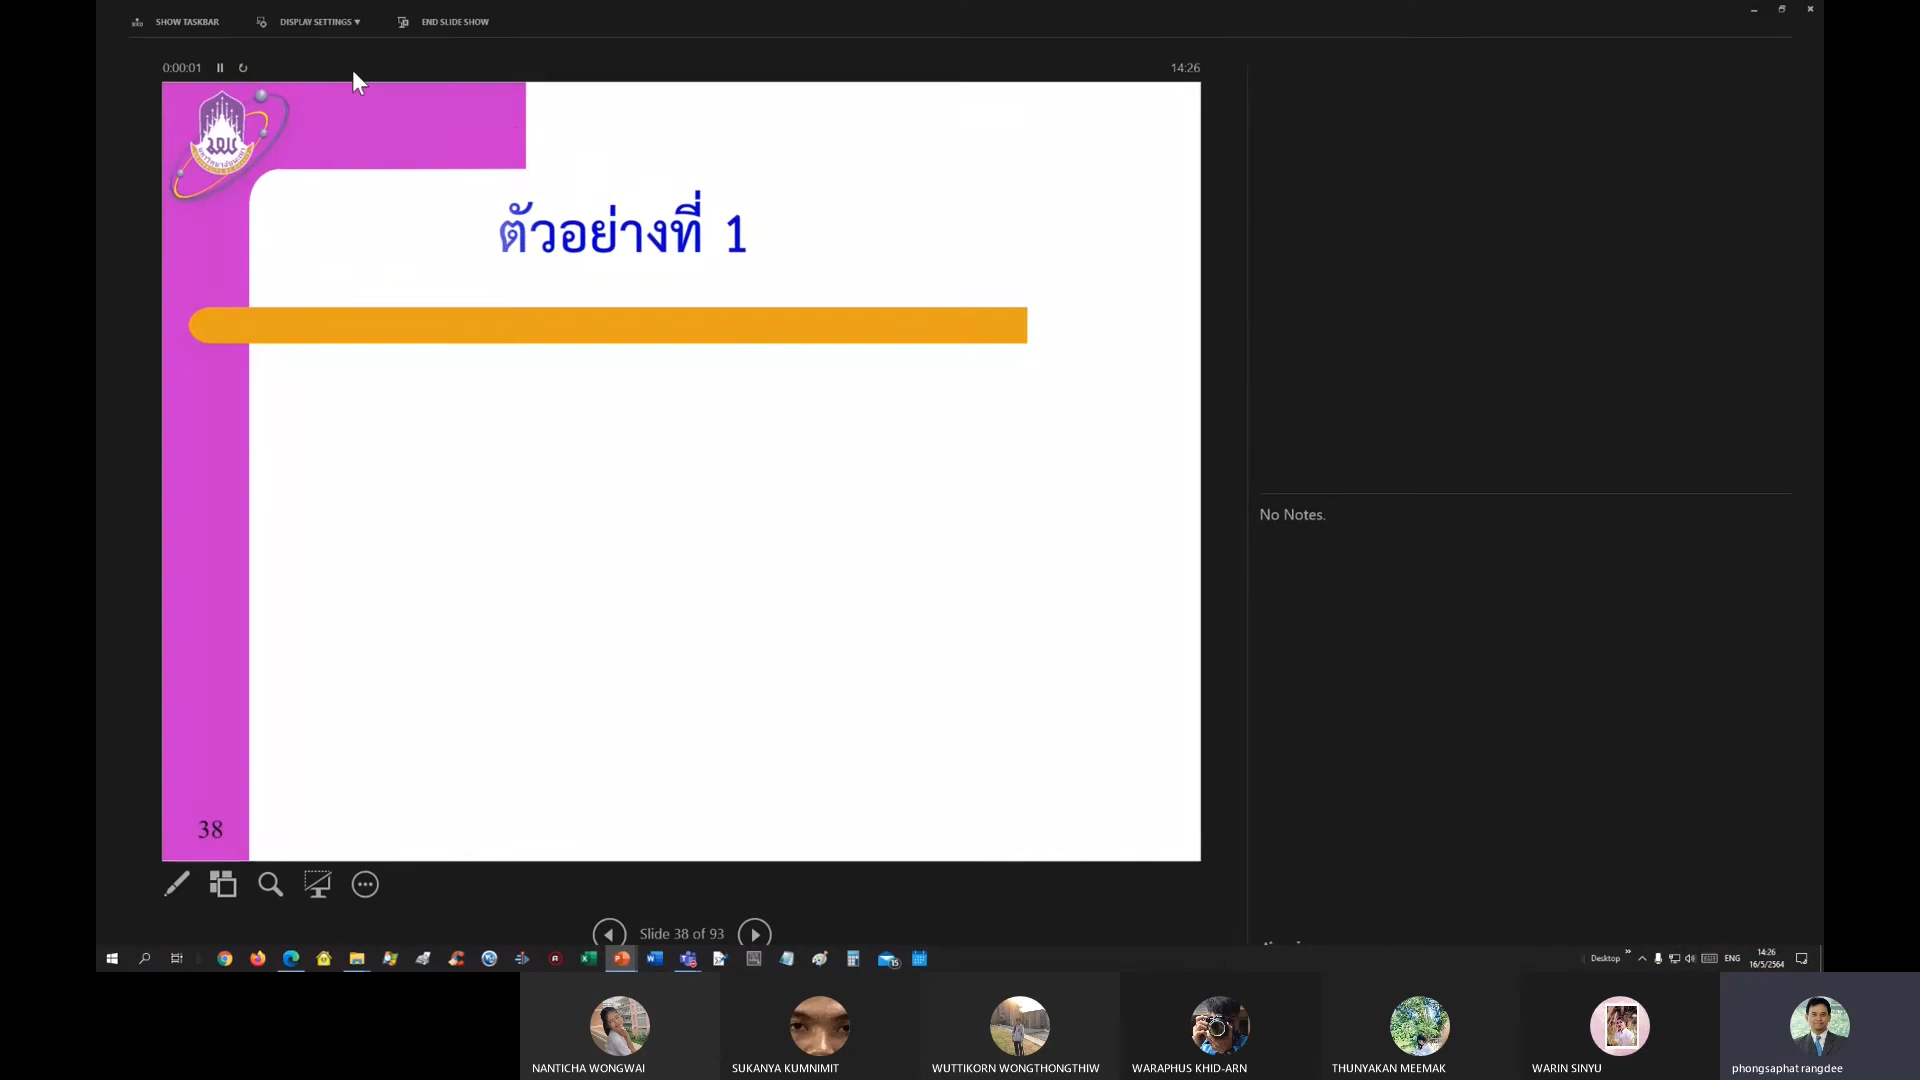 SHOW TASKBAR
DISPLAY SETTINGS ▾
END SLIDE SHOW
0:00:01
14:26
ตัวอย่างที่ 1
38
No Notes.
Slide 38 of 93
15
Desktop
ENG
14:26
16/5/2564
NANTICHA WONGWAI
SUKANYA KUMNIMIT
WUTTIKORN WONGTHONGTHIW
WARAPHUS KHID-ARN
THUNYAKAN MEEMAK
WARIN SINYU
phongsaphat rangdee